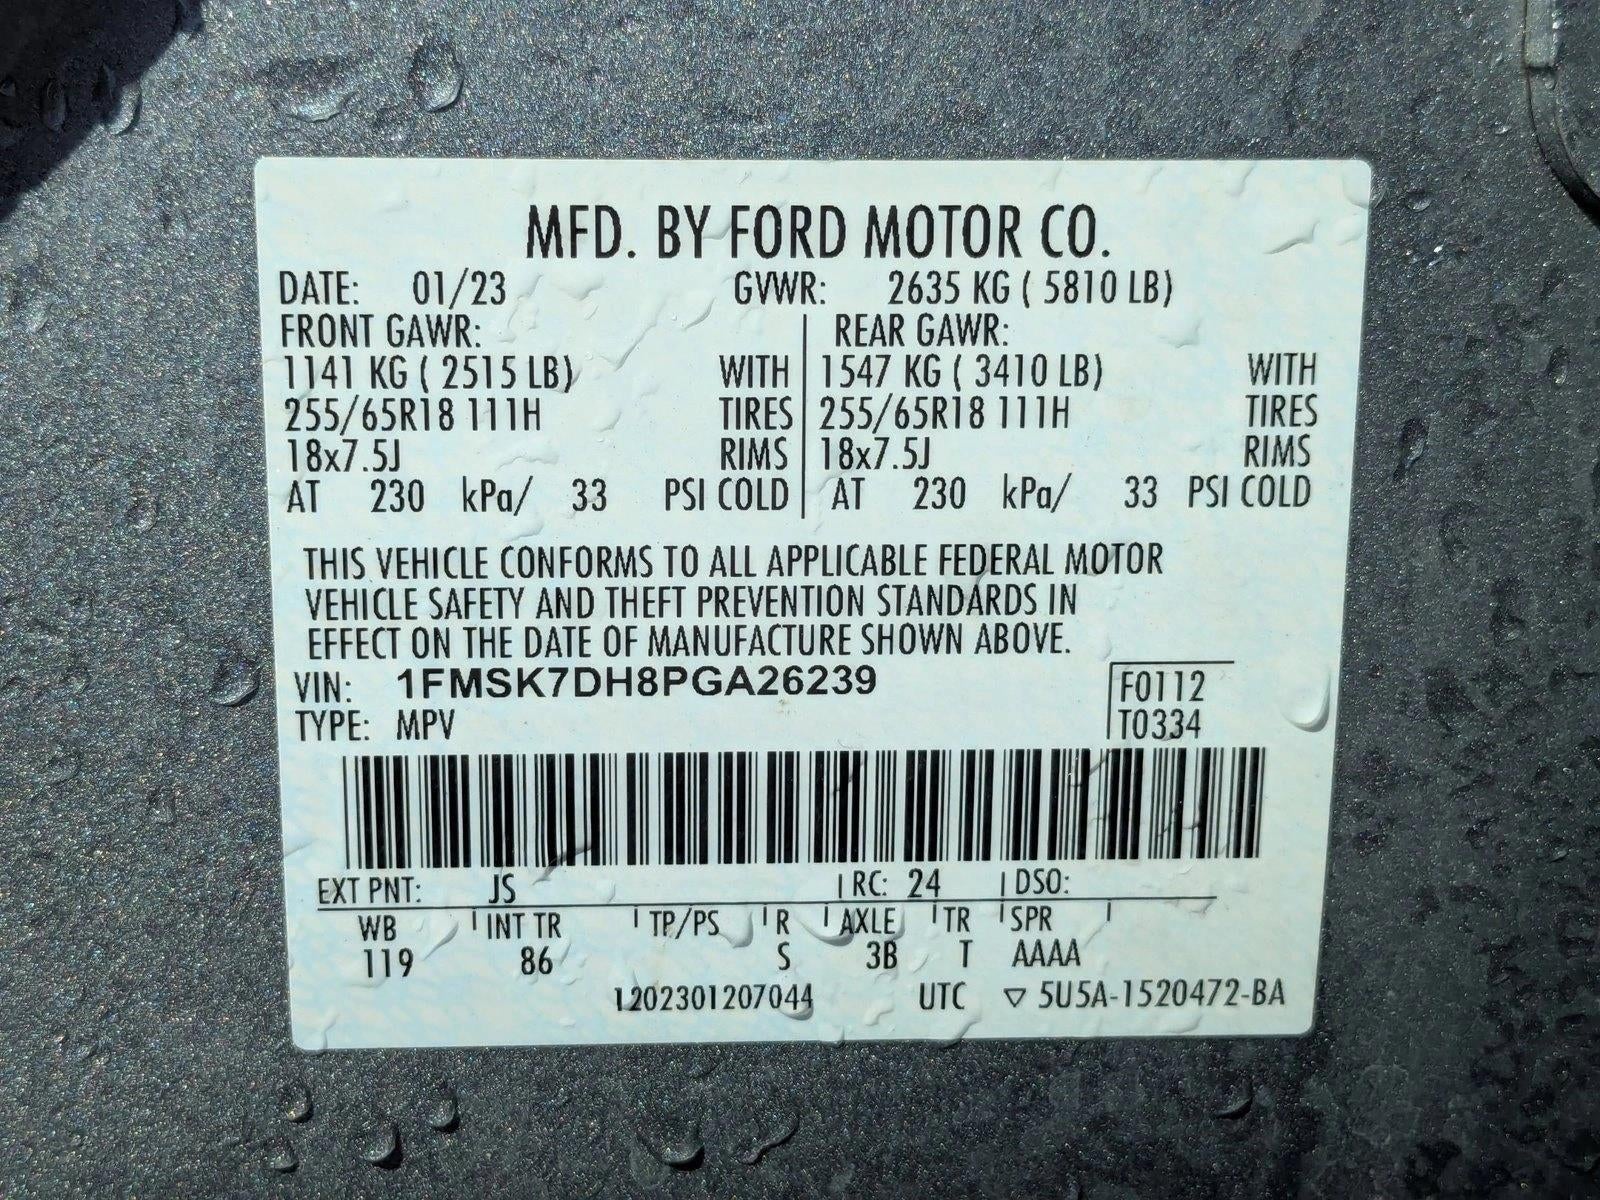 MFD. BY FORD MOTOR CO.
DATE: 01/23 GVWR: 2635 KG ( 5810 LB)
FRONT GAWR: REAR GAWR:
1141 KG ( 2515 LB) WITH 1547 KG ( 3410 LB) WITH
255/65R18 111H TIRES 255/65R18 111H TIRES
18x7.5J RIMS 18x7.5J RIMS
AT 230 kPa/ 33 PSI COLD AT 230 kPa/ 33 PSI COLD
THIS VEHICLE CONFORMS TO ALL APPLICABLE FEDERAL MOTOR
VEHICLE SAFETY AND THEFT PREVENTION STANDARDS IN
EFFECT ON THE DATE OF MANUFACTURE SHOWN ABOVE.
VIN: 1FMSK7DH8PGA26239 F0112
TYPE: MPV T0334
EXT PNT: JS RC: 24 DSO:
WB INT TR TP/PS R AXLE TR SPR
119 86 S 3B T AAAA
1202301207044 UTC ▽ 5U5A-1520472-BA